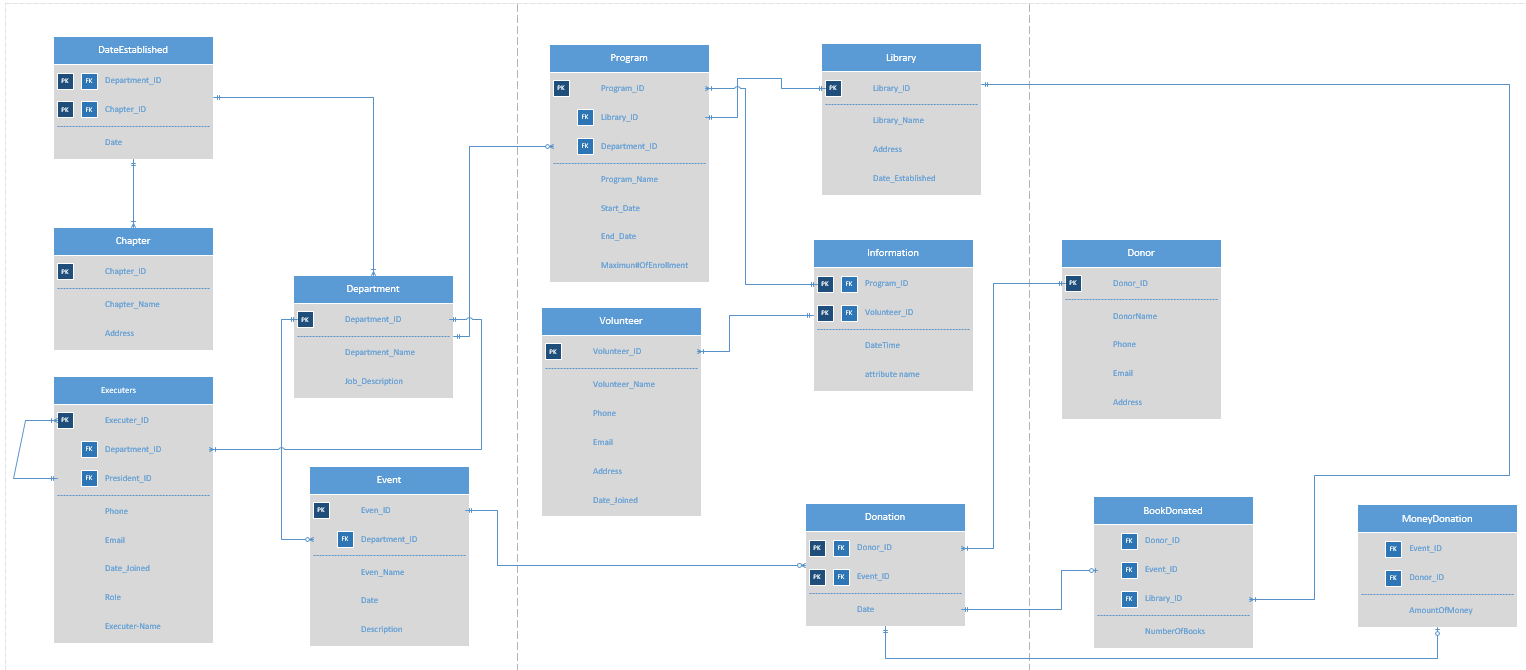 DateEstablished
PK FK Department_ID
PK FK Chapter_ID
Date
Chapter
PK Chapter_ID
Chapter_Name
Address
Executers
PK Executer_ID
FK Department_ID
FK President_ID
Phone
Email
Date_Joined
Role
Executer-Name
Department
PK Department_ID
Department_Name
Job_Description
Event
PK Even_ID
FK Department_ID
Even_Name
Date
Description
Program
PK Program_ID
FK Library_ID
FK Department_ID
Program_Name
Start_Date
End_Date
Maximun#OfEnrollment
Volunteer
PK Volunteer_ID
Volunteer_Name
Phone
Email
Address
Date_Joined
Library
PK Library_ID
Library_Name
Address
Date_Established
Information
PK FK Program_ID
PK FK Volunteer_ID
DateTime
attribute name
Donation
PK FK Donor_ID
PK FK Event_ID
Date
Donor
PK Donor_ID
DonorName
Phone
Email
Address
BookDonated
FK Donor_ID
FK Event_ID
FK Library_ID
NumberOfBooks
MoneyDonation
FK Event_ID
FK Donor_ID
AmountOfMoney